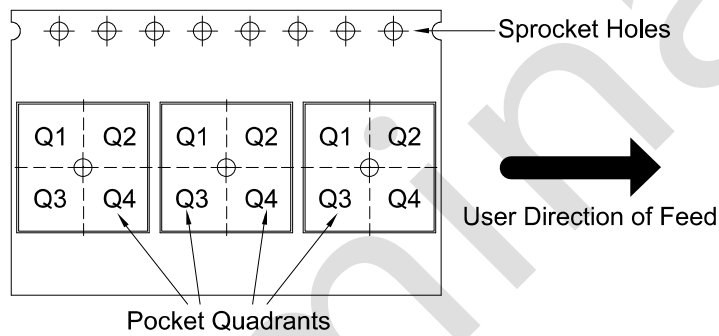 Sprocket Holes
Q1 Q2 Q1 Q2 Q1 Q2
Q3 Q4 Q3 Q4 Q3 Q4
User Direction of Feed
Pocket Quadrants